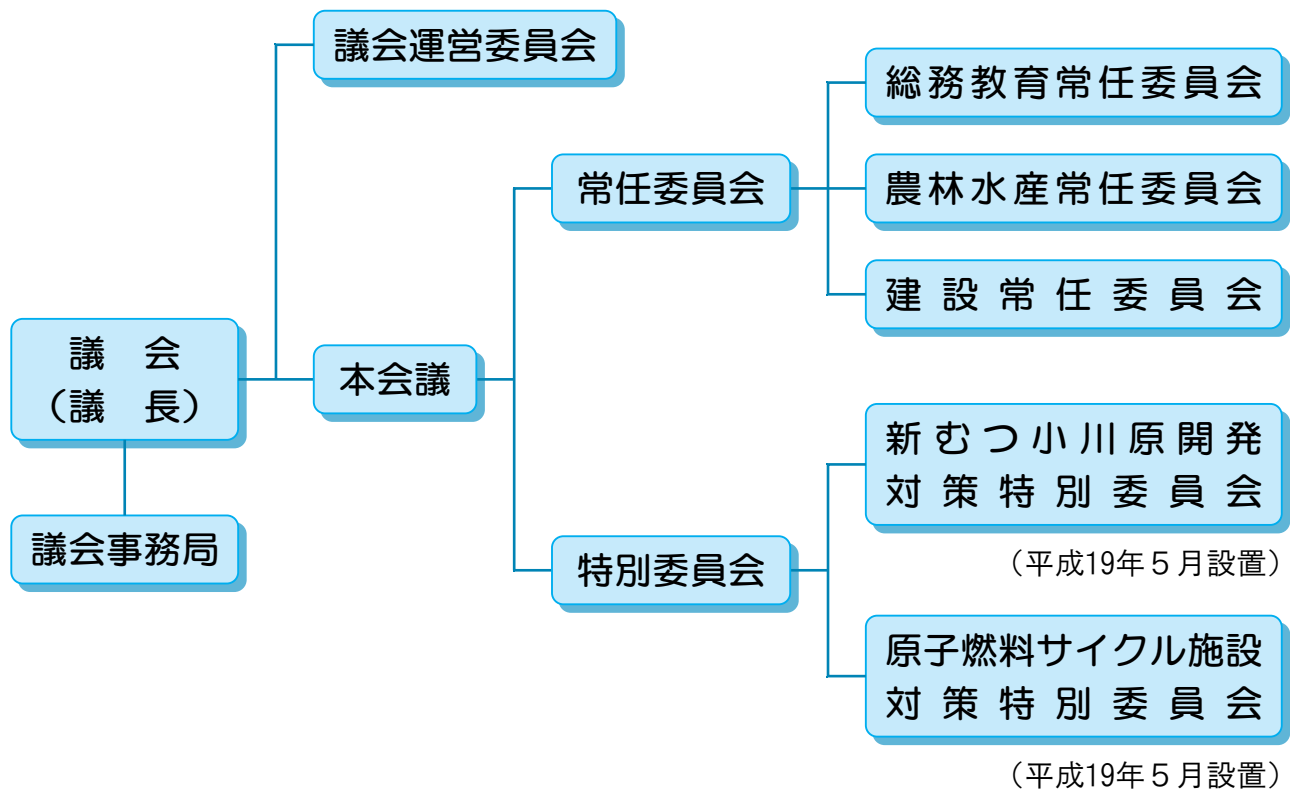 議会運営委員会
総務教育常任委員会
常任委員会
農林水産常任委員会
建設常任委員会
議　会
（議　長）
本会議
新むつ小川原開発
対策特別委員会
（平成19年５月設置）
議会事務局
特別委員会
原子燃料サイクル施設
対策特別委員会
（平成19年５月設置）